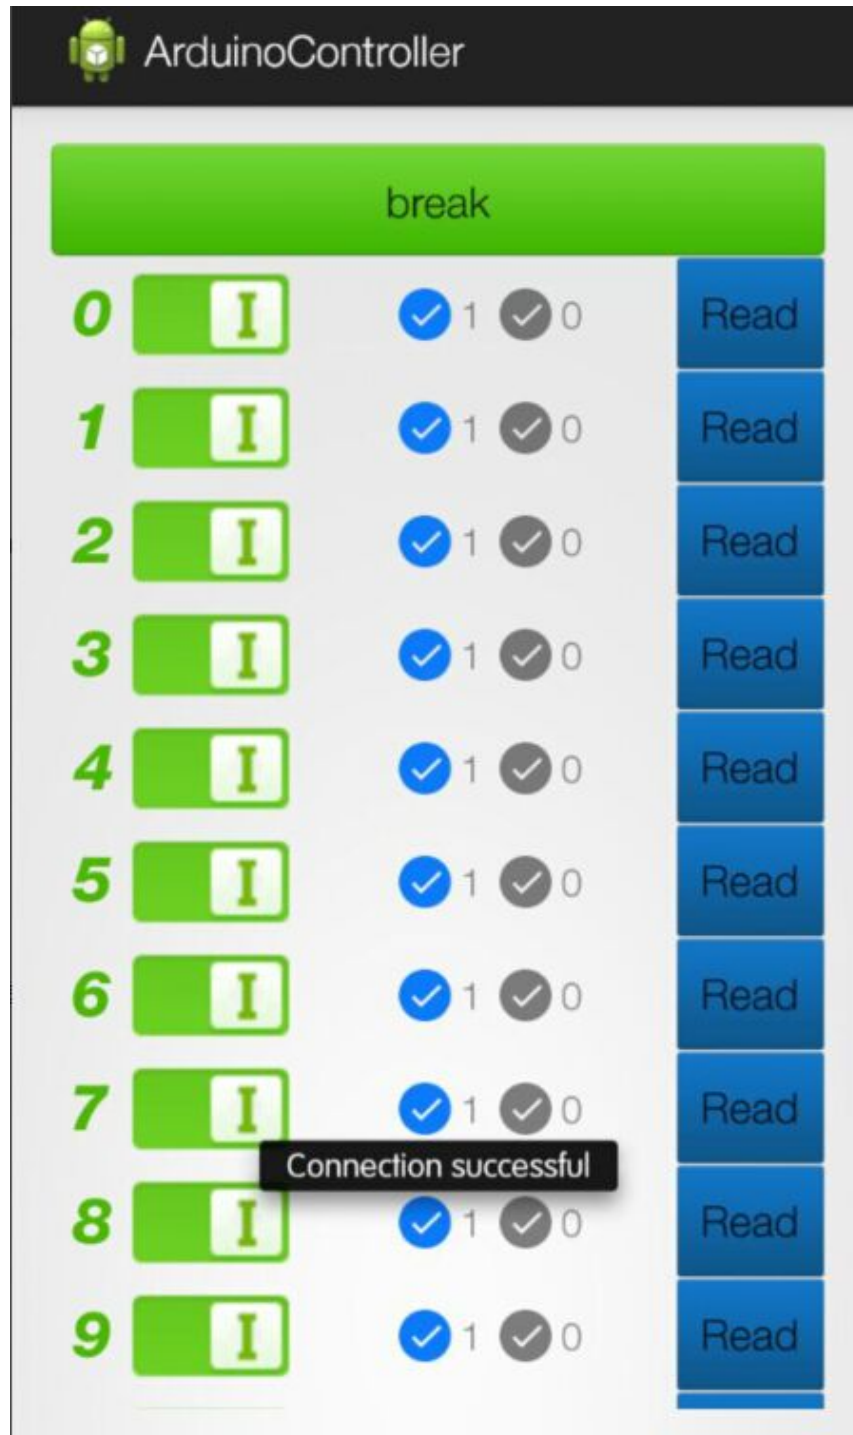 ArduinoController
break
0 I 1 0 Read
1 I 1 0 Read
2 I 1 0 Read
3 I 1 0 Read
4 I 1 0 Read
5 I 1 0 Read
6 I 1 0 Read
7 I 1 0 Read
Connection successful
8 I 1 0 Read
9 I 1 0 Read